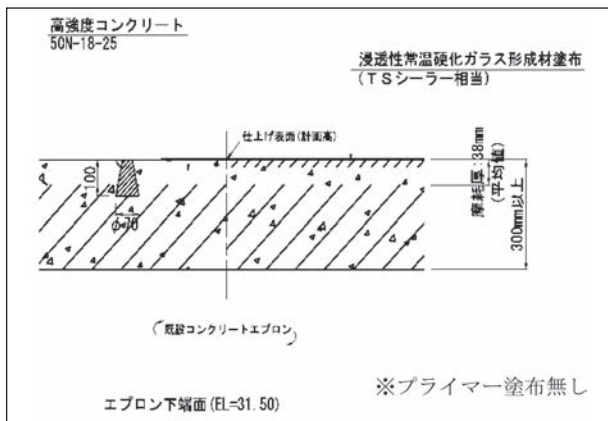 高強度コンクリート
50N-18-25
浸透性常温硬化ガラス形成材塗布
(TSシーラー相当)
仕上げ表面(計画高)
100
φ70
摩耗厚:38mm
(平均値)
300mm以上
既設コンクリートエプロン
※プライマー塗布無し
エプロン下端面(EL=31.50)